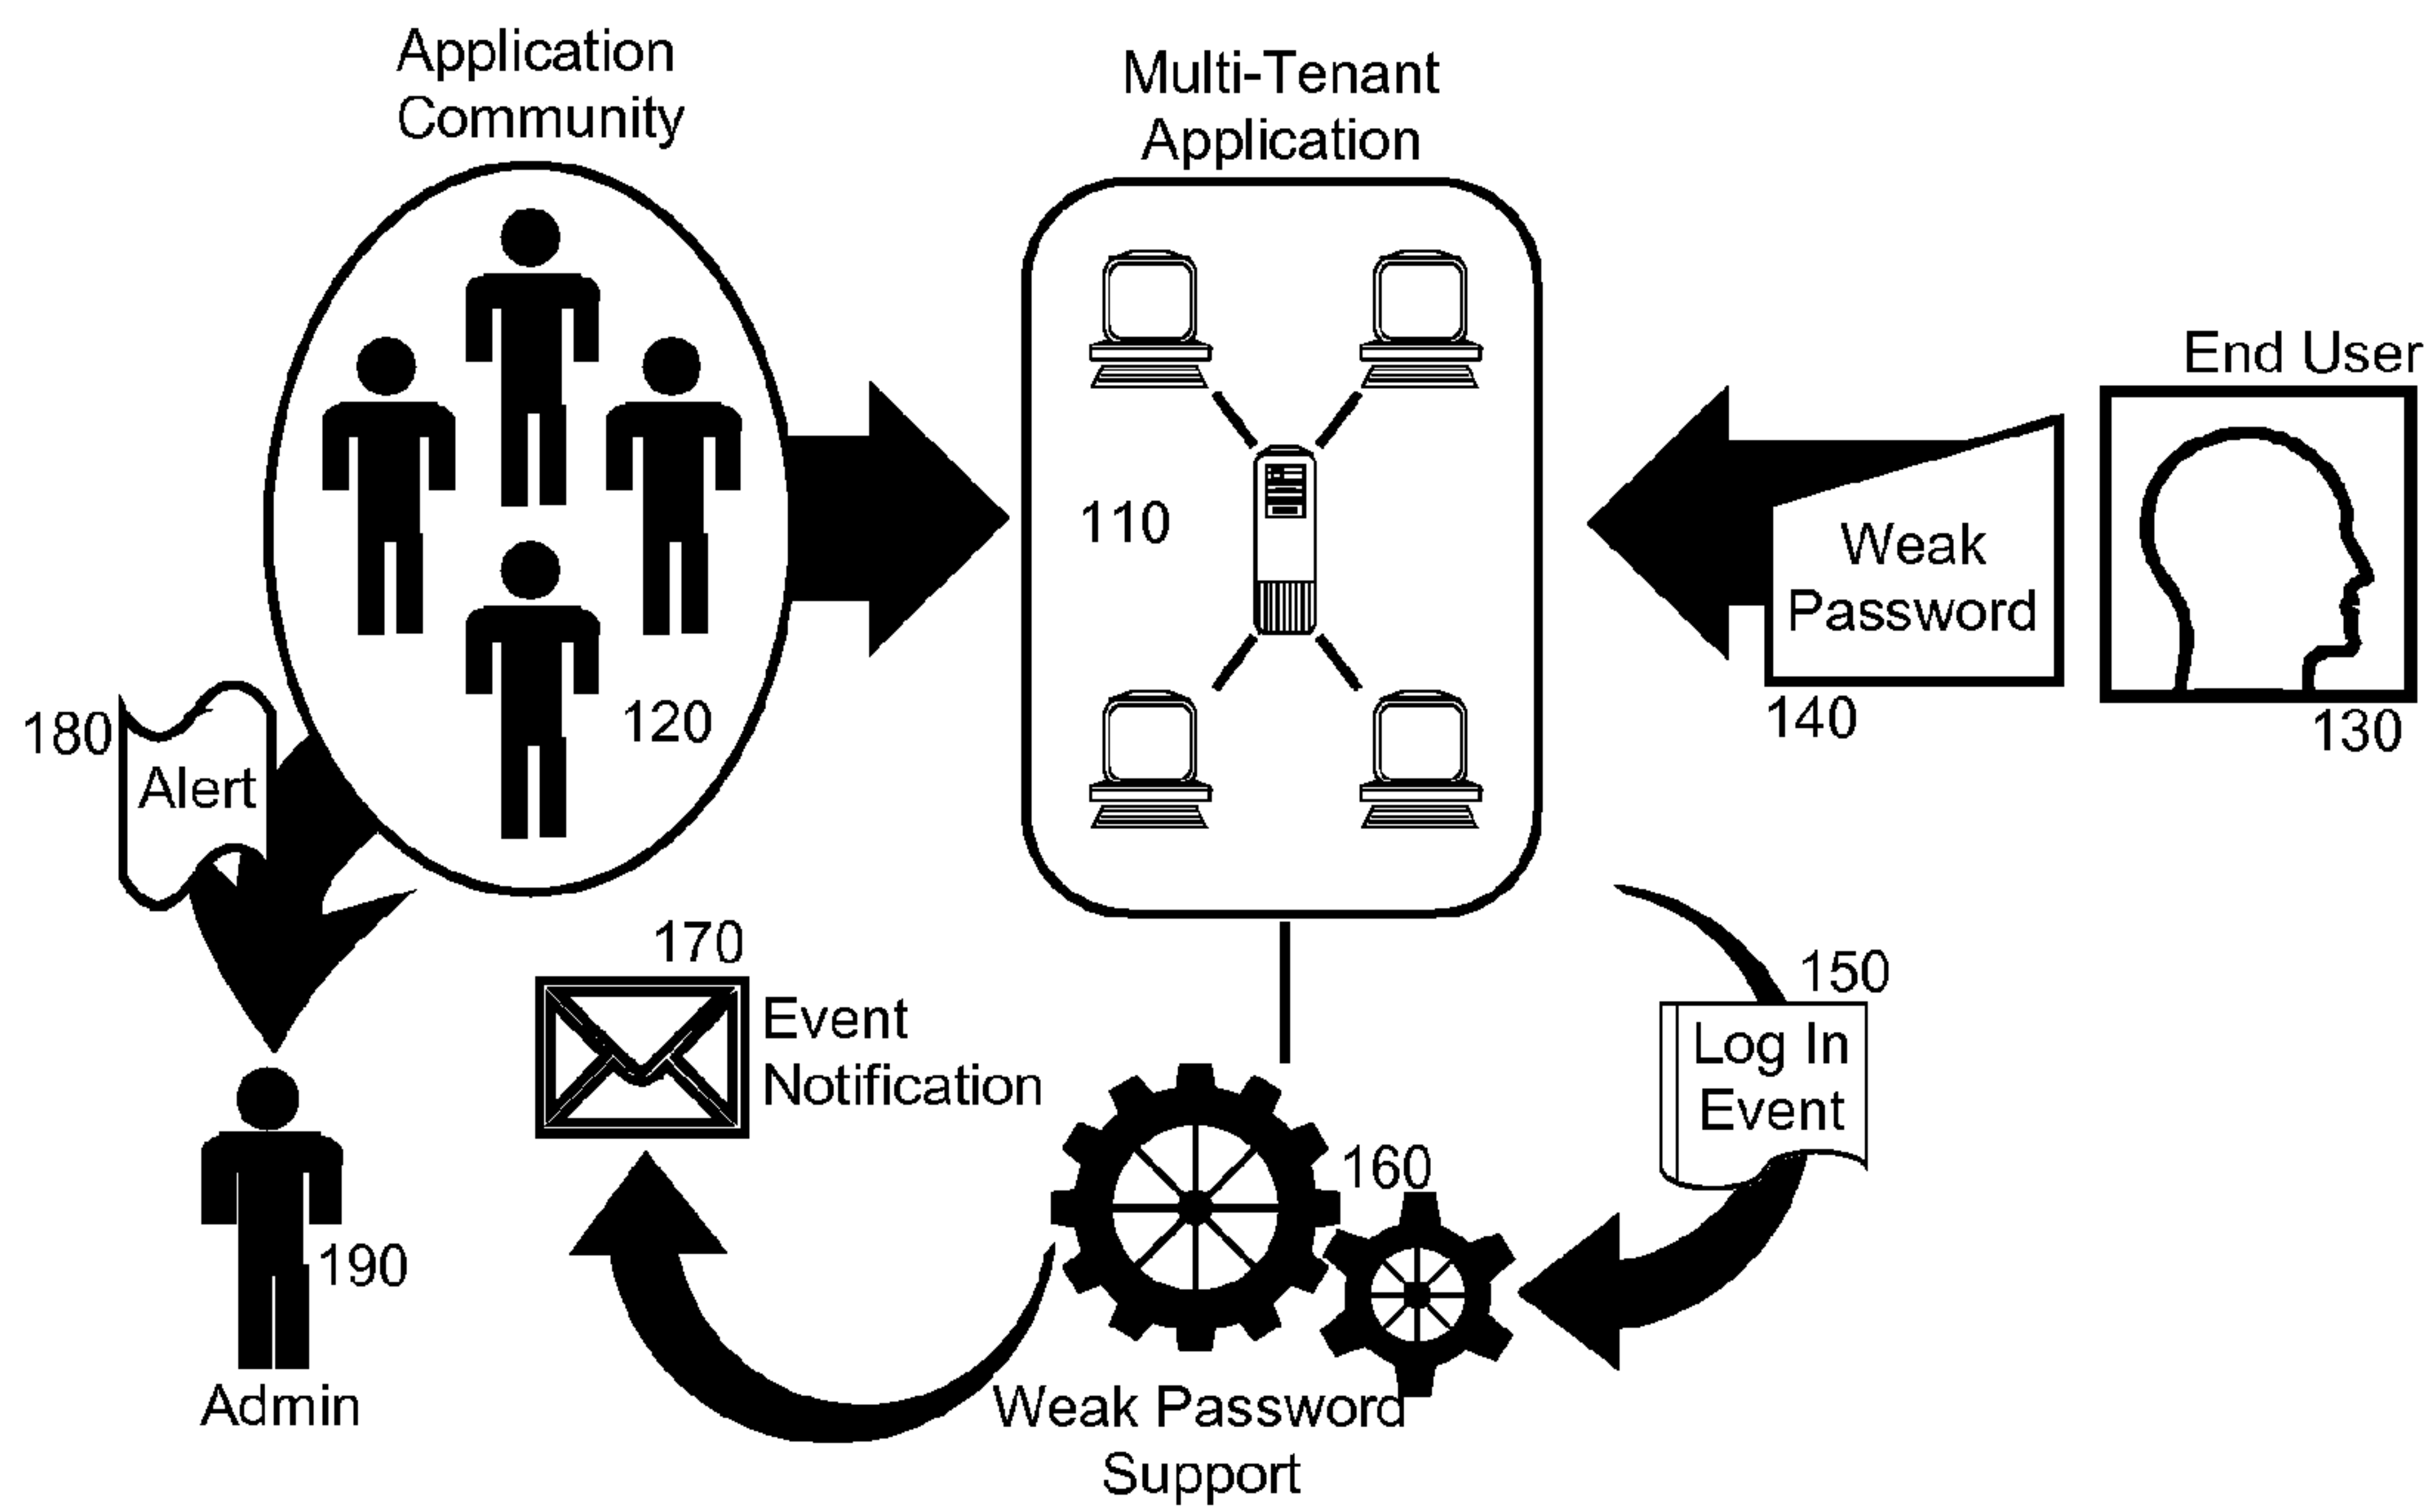 Application
Community
Multi-Tenant
Application
End User
110
Weak
Password
120
180
140
130
Alert
170
150
Event
Notification
Log In
Event
160
190
Admin
Weak Password
Support